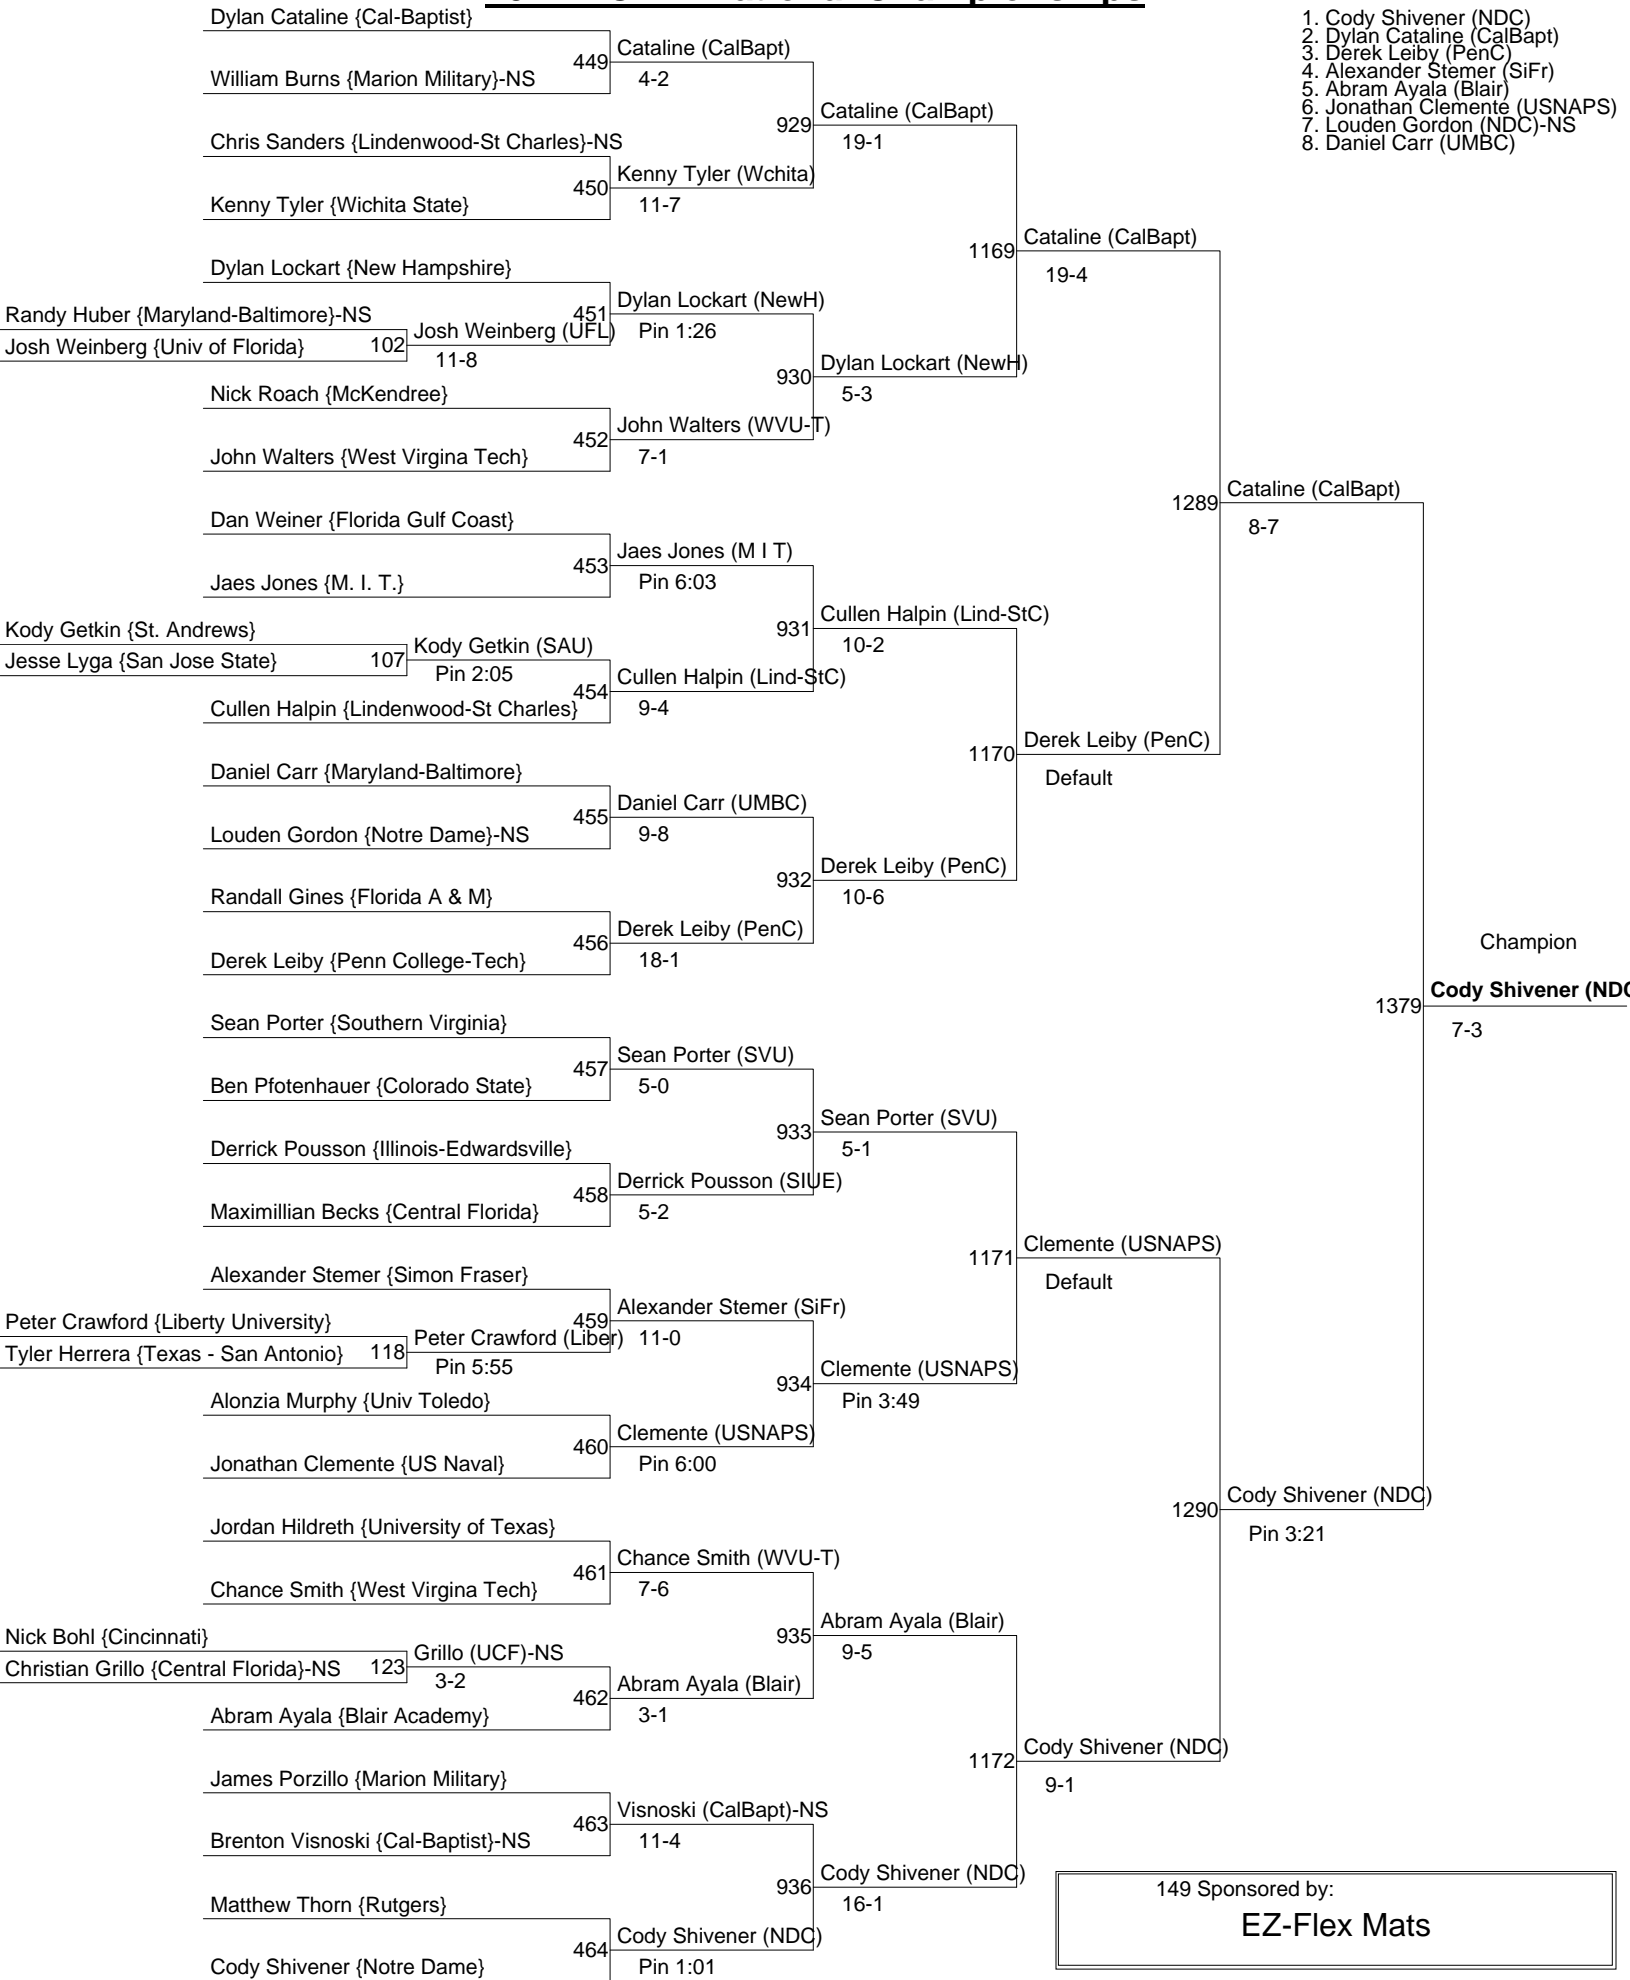 Dylan Cataline {Cal-Baptist}
449
Cataline (CalBapt)
4-2
William Burns {Marion Military}-NS
929
Cataline (CalBapt)
19-1
Chris Sanders {Lindenwood-St Charles}-NS
450
Kenny Tyler (Wchita)
11-7
Kenny Tyler {Wichita State}
1169
Cataline (CalBapt)
19-4
Dylan Lockart {New Hampshire}
451
Dylan Lockart (NewH)
Pin 1:26
Randy Huber {Maryland-Baltimore}-NS
Josh Weinberg {Univ of Florida}
102
Josh Weinberg (UFL)
11-8
930
Dylan Lockart (NewH)
5-3
Nick Roach {McKendree}
452
John Walters (WVU-T)
7-1
John Walters {West Virgina Tech}
1289
Cataline (CalBapt)
8-7
Dan Weiner {Florida Gulf Coast}
453
Jaes Jones (M I T)
Pin 6:03
Jaes Jones {M. I. T.}
931
Cullen Halpin (Lind-StC)
10-2
Kody Getkin {St. Andrews}
Jesse Lyga {San Jose State}
107
Kody Getkin (SAU)
Pin 2:05
454
Cullen Halpin (Lind-StC)
9-4
Cullen Halpin {Lindenwood-St Charles}
1170
Derek Leiby (PenC)
Default
Daniel Carr {Maryland-Baltimore}
455
Daniel Carr (UMBC)
9-8
Louden Gordon {Notre Dame}-NS
932
Derek Leiby (PenC)
10-6
Randall Gines {Florida A & M}
456
Derek Leiby (PenC)
18-1
Derek Leiby {Penn College-Tech}
Champion
1379
Cody Shivener (NDC
7-3
Sean Porter {Southern Virginia}
457
Sean Porter (SVU)
5-0
Ben Pfotenhauer {Colorado State}
933
Sean Porter (SVU)
5-1
Derrick Pousson {Illinois-Edwardsville}
458
Derrick Pousson (SIUE)
5-2
Maximillian Becks {Central Florida}
1171
Clemente (USNAPS)
Default
Alexander Stemer {Simon Fraser}
459
Alexander Stemer (SiFr)
11-0
Peter Crawford {Liberty University}
Tyler Herrera {Texas - San Antonio}
118
Peter Crawford (Liber)
Pin 5:55
934
Clemente (USNAPS)
Pin 3:49
Alonzia Murphy {Univ Toledo}
460
Clemente (USNAPS)
Pin 6:00
Jonathan Clemente {US Naval}
1290
Cody Shivener (NDC)
Pin 3:21
Jordan Hildreth {University of Texas}
461
Chance Smith (WVU-T)
7-6
Chance Smith {West Virgina Tech}
935
Abram Ayala (Blair)
9-5
Nick Bohl {Cincinnati}
Christian Grillo {Central Florida}-NS
123
Grillo (UCF)-NS
3-2
462
Abram Ayala (Blair)
3-1
Abram Ayala {Blair Academy}
1172
Cody Shivener (NDC)
9-1
James Porzillo {Marion Military}
463
Visnoski (CalBapt)-NS
11-4
Brenton Visnoski {Cal-Baptist}-NS
936
Cody Shivener (NDC)
16-1
Matthew Thorn {Rutgers}
464
Cody Shivener (NDC)
Pin 1:01
Cody Shivener {Notre Dame}
1. Cody Shivener (NDC)
2. Dylan Cataline (CalBapt)
3. Derek Leiby (PenC)
4. Alexander Stemer (SiFr)
5. Abram Ayala (Blair)
6. Jonathan Clemente (USNAPS)
7. Louden Gordon (NDC)-NS
8. Daniel Carr (UMBC)
149 Sponsored by:
EZ-Flex Mats